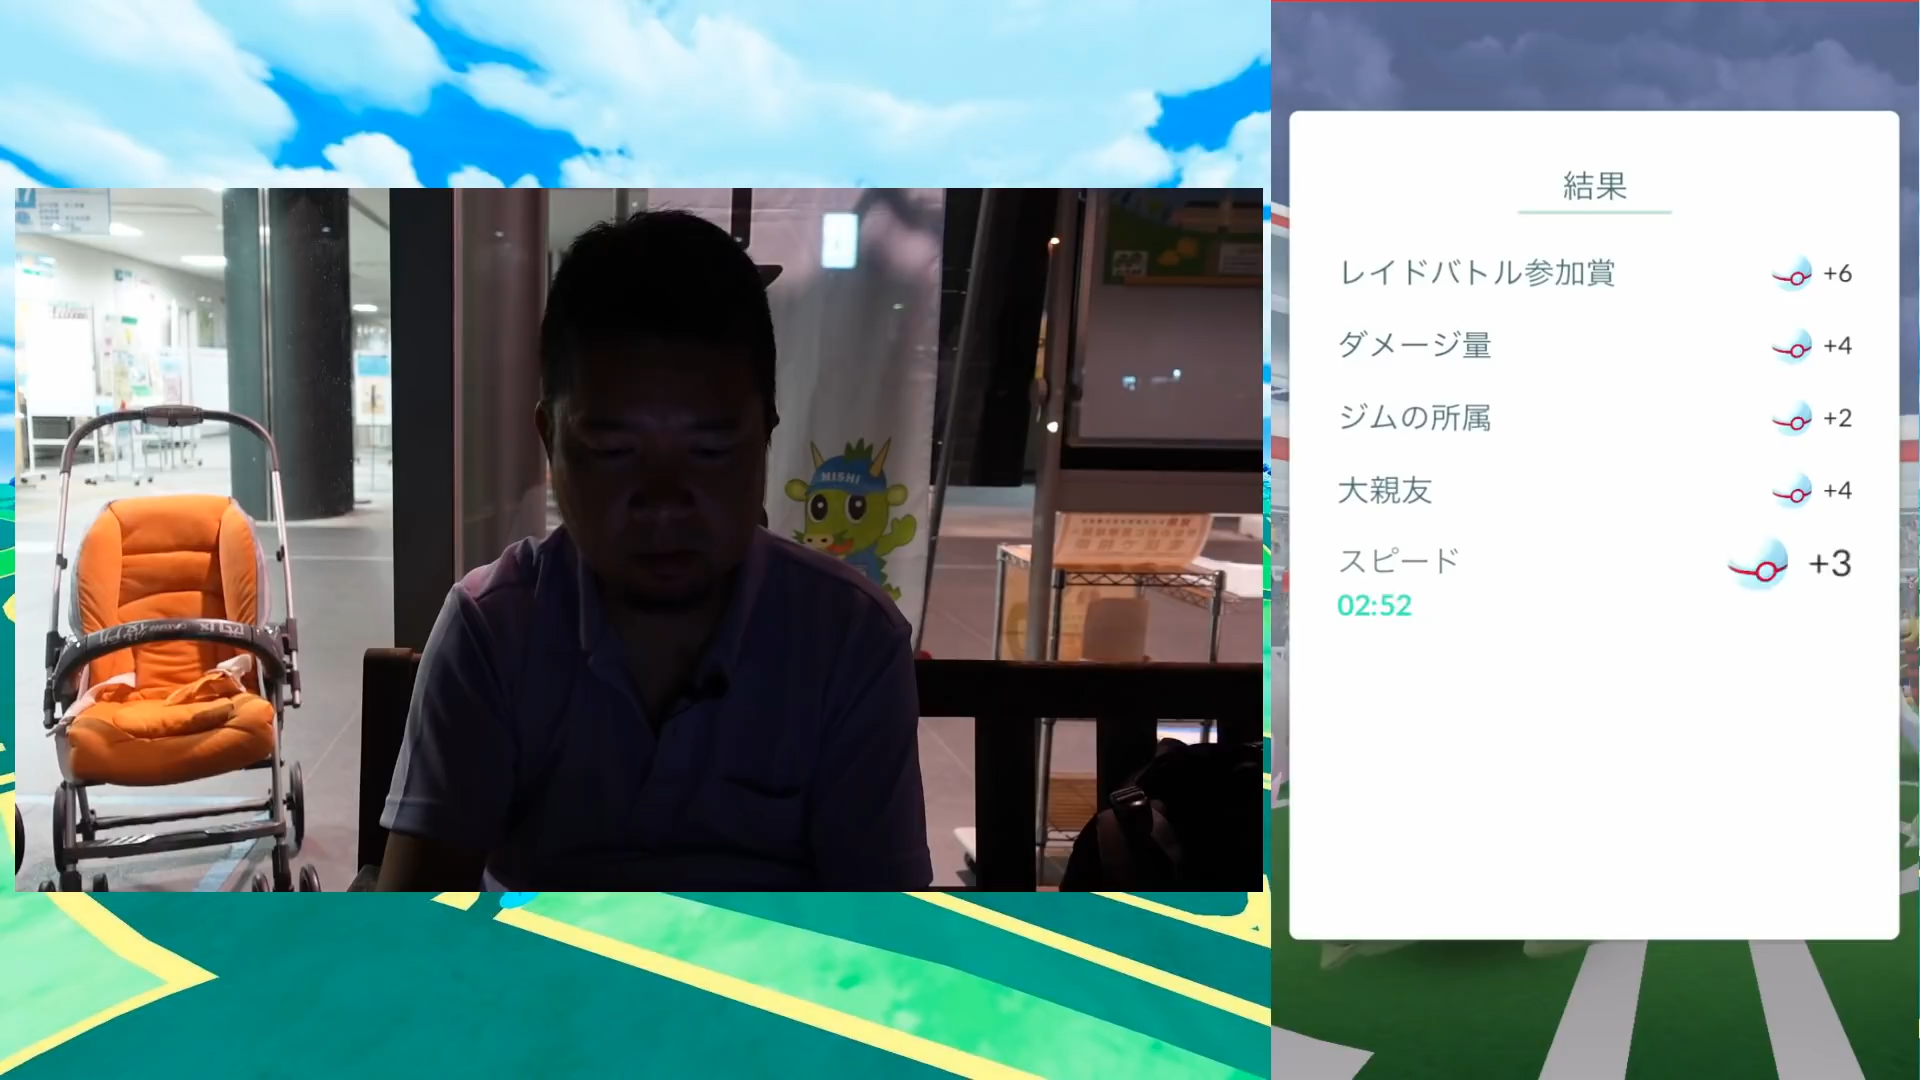 MISHI
結果
レイドバトル参加賞 +6
ダメージ量 +4
ジムの所属 +2
大親友 +4
スピード +3
02:52